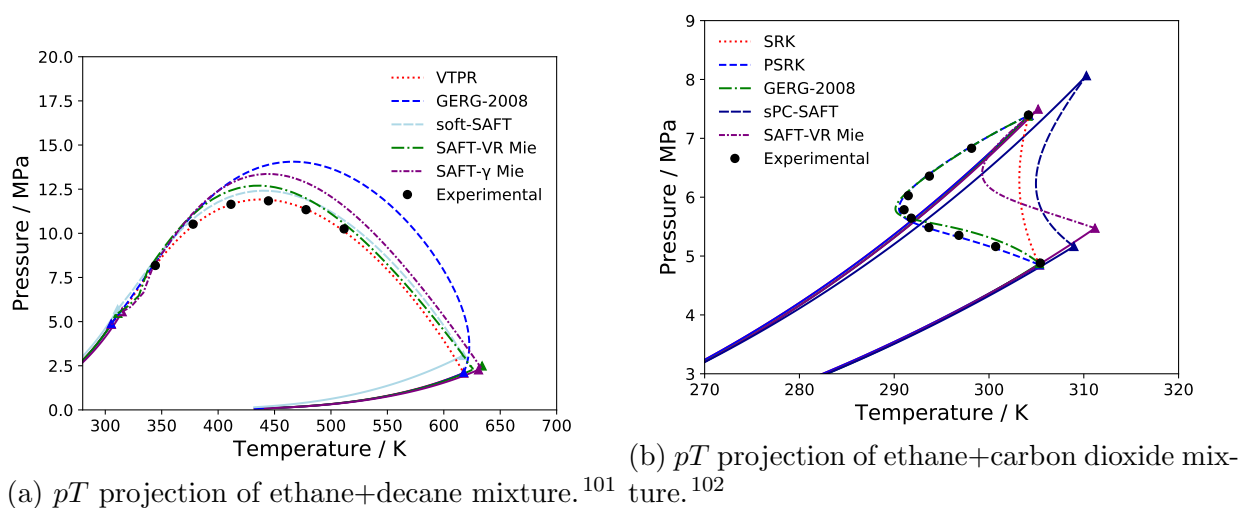 20.0
17.5
15.0
12.5
10.0
7.5
5.0
2.5
0.0
Pressure / MPa
VTPR
GERG-2008
soft-SAFT
SAFT-VR Mie
SAFT-γ Mie
Experimental
300 350 400 450 500 550 600 650 700
Temperature / K
(a) pT projection of ethane+decane mixture.101
9
8
7
6
5
4
3
Pressure / MPa
SRK
PSRK
GERG-2008
sPC-SAFT
SAFT-VR Mie
Experimental
270 280 290 300 310 320
Temperature / K
(b) pT projection of ethane+carbon dioxide mix-
ture.102